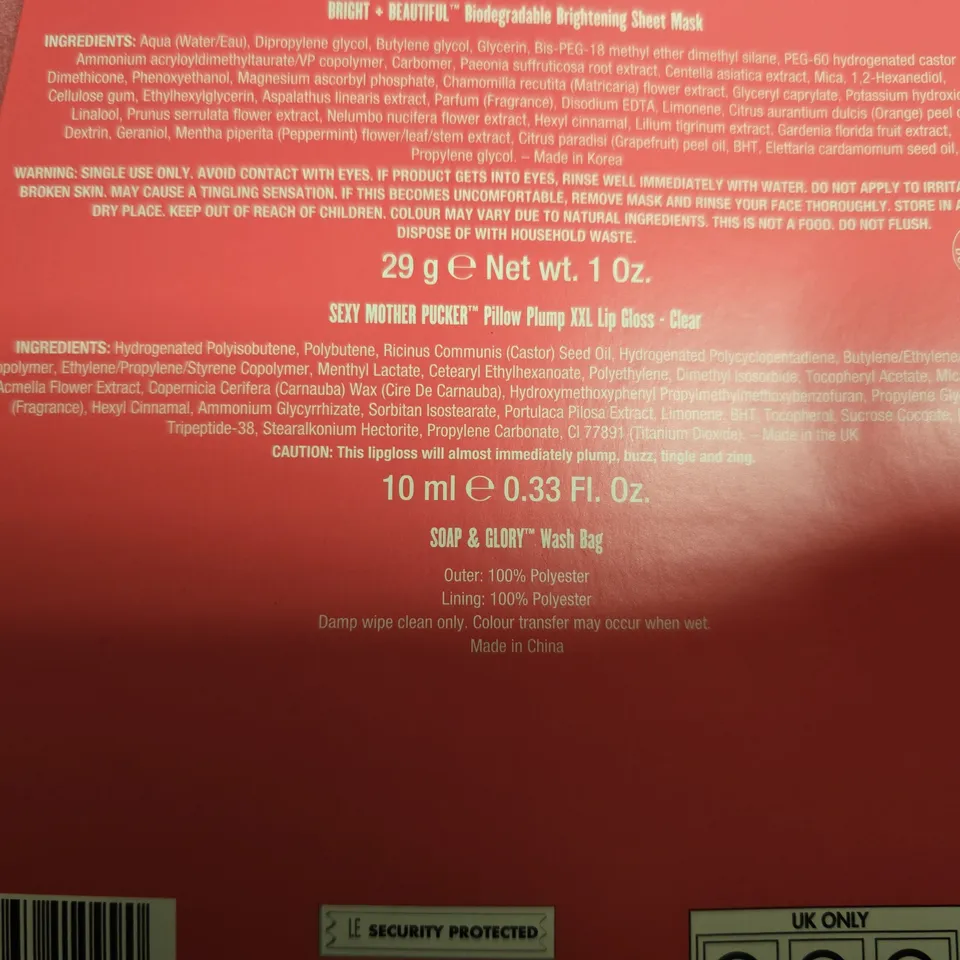 BRIGHT + BEAUTIFUL™ Biodegradable Brightening Sheet Mask
INGREDIENTS: Aqua (Water/Eau), Dipropylene glycol, Butylene glycol, Glycerin, Bis-PEG-18 methyl ether dimethyl silane, PEG-60 hydrogenated castor
Ammonium acryloyldimethyltaurate/VP copolymer, Carbomer, Paeonia suffruticosa root extract, Centella asiatica extract, Mica, 1,2-Hexanediol,
Dimethicone, Phenoxyethanol, Magnesium ascorbyl phosphate, Chamomilla recutita (Matricaria) flower extract, Glyceryl caprylate, Potassium hydroxi
Cellulose gum, Ethylhexylglycerin, Aspalathus linearis extract, Parfum (Fragrance), Disodium EDTA, Limonene, Citrus aurantium dulcis (Orange) peel
Linalool, Prunus serrulata flower extract, Nelumbo nucifera flower extract, Hexyl cinnamal, Lilium tigrinum extract, Gardenia florida fruit extract,
Dextrin, Geraniol, Mentha piperita (Peppermint) flower/leaf/stem extract, Citrus paradisi (Grapefruit) peel oil, BHT, Elettaria cardamomum seed oil,
Propylene glycol. – Made in Korea
WARNING: SINGLE USE ONLY. AVOID CONTACT WITH EYES. IF PRODUCT GETS INTO EYES, RINSE WELL IMMEDIATELY WITH WATER. DO NOT APPLY TO IRRITA
BROKEN SKIN. MAY CAUSE A TINGLING SENSATION. IF THIS BECOMES UNCOMFORTABLE, REMOVE MASK AND RINSE YOUR FACE THOROUGHLY. STORE IN A
DRY PLACE. KEEP OUT OF REACH OF CHILDREN. COLOUR MAY VARY DUE TO NATURAL INGREDIENTS. THIS IS NOT A FOOD. DO NOT FLUSH.
DISPOSE OF WITH HOUSEHOLD WASTE.
29 g ℮ Net wt. 1 Oz.
SEXY MOTHER PUCKER™ Pillow Plump XXL Lip Gloss - Clear
INGREDIENTS: Hydrogenated Polyisobutene, Polybutene, Ricinus Communis (Castor) Seed Oil, Hydrogenated Polycyclopentadiene, Butylene/Ethylene/
opolymer, Ethylene/Propylene/Styrene Copolymer, Menthyl Lactate, Cetearyl Ethylhexanoate, Polyethylene, Dimethyl Isosorbide, Tocopheryl Acetate, Mic
Acmella Flower Extract, Copernicia Cerifera (Carnauba) Wax (Cire De Carnauba), Hydroxymethoxyphenyl Propylmethylmethoxybenzofuran, Propylene Gly
(Fragrance), Hexyl Cinnamal, Ammonium Glycyrrhizate, Sorbitan Isostearate, Portulaca Pilosa Extract, Limonene, BHT, Tocopherol, Sucrose Cocoate,
Tripeptide-38, Stearalkonium Hectorite, Propylene Carbonate, CI 77891 (Titanium Dioxide). – Made in the UK
CAUTION: This lipgloss will almost immediately plump, buzz, tingle and zing.
10 ml ℮ 0.33 Fl. Oz.
SOAP & GLORY™ Wash Bag
Outer: 100% Polyester
Lining: 100% Polyester
Damp wipe clean only. Colour transfer may occur when wet.
Made in China
LE SECURITY PROTECTED
UK ONLY